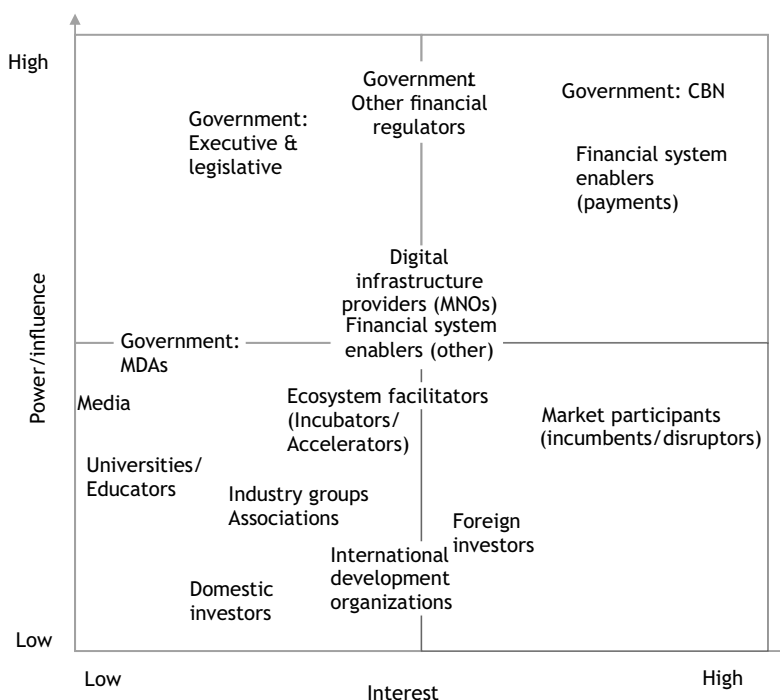 High
Government:
Other financial
regulators
Government: CBN
Government:
Executive &
legislative
Financial system
enablers
(payments)
Digital
infrastructure
providers (MNOs)
Financial system
enablers (other)
Government:
MDAs
Power/influence
Media
Ecosystem facilitators
(Incubators/
Accelerators)
Market participants
(incumbents/disruptors)
Universities/
Educators
Industry groups
Associations
Foreign
investors
International
development
organizations
Domestic
investors
Low
Low
Interest
High